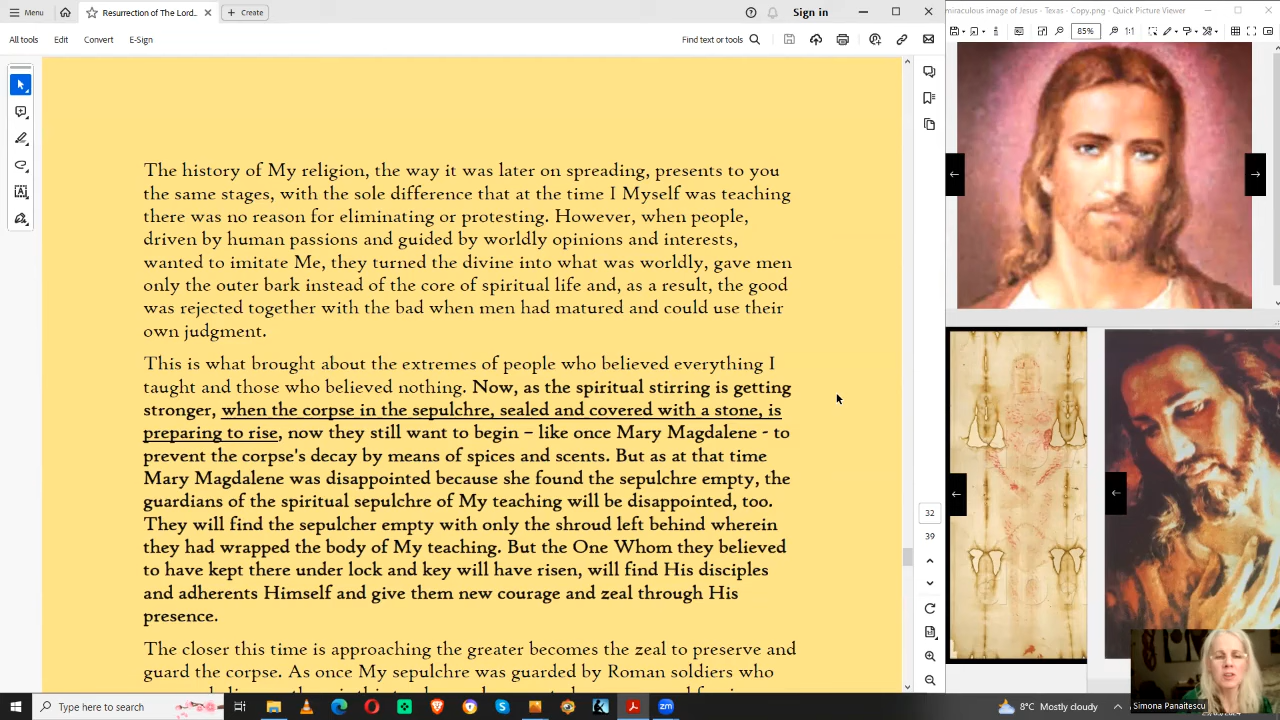 Menu
Resurrection of The Lord...
Create
Sign in
All tools
Edit
Convert
E-Sign
Find text or tools
miraculous image of Jesus - Texas - Copy.png - Quick Picture Viewer
85%
1:1
The history of My religion, the way it was later on spreading, presents to you
the same stages, with the sole difference that at the time I Myself was teaching
there was no reason for eliminating or protesting. However, when people,
driven by human passions and guided by worldly opinions and interests,
wanted to imitate Me, they turned the divine into what was worldly, gave men
only the outer bark instead of the core of spiritual life and, as a result, the good
was rejected together with the bad when men had matured and could use their
own judgment.
This is what brought about the extremes of people who believed everything I
taught and those who believed nothing. Now, as the spiritual stirring is getting
stronger, when the corpse in the sepulchre, sealed and covered with a stone, is
preparing to rise, now they still want to begin – like once Mary Magdalene - to
prevent the corpse's decay by means of spices and scents. But as at that time
Mary Magdalene was disappointed because she found the sepulchre empty, the
guardians of the spiritual sepulchre of My teaching will be disappointed, too.
They will find the sepulcher empty with only the shroud left behind wherein
they had wrapped the body of My teaching. But the One Whom they believed
to have kept there under lock and key will have risen, will find His disciples
and adherents Himself and give them new courage and zeal through His
presence.
The closer this time is approaching the greater becomes the zeal to preserve and
guard the corpse. As once My sepulchre was guarded by Roman soldiers who
32
39
Type here to search
8°C Mostly cloudy
Simona Panaitescu